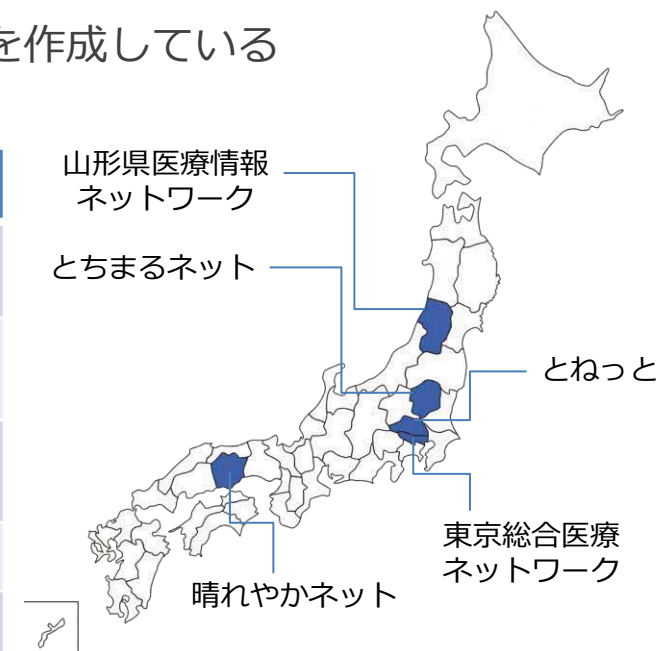 を作成している
山形県医療情報
ネットワーク
とちまるネット
とねっと
東京総合医療
ネットワーク
晴れやかネット